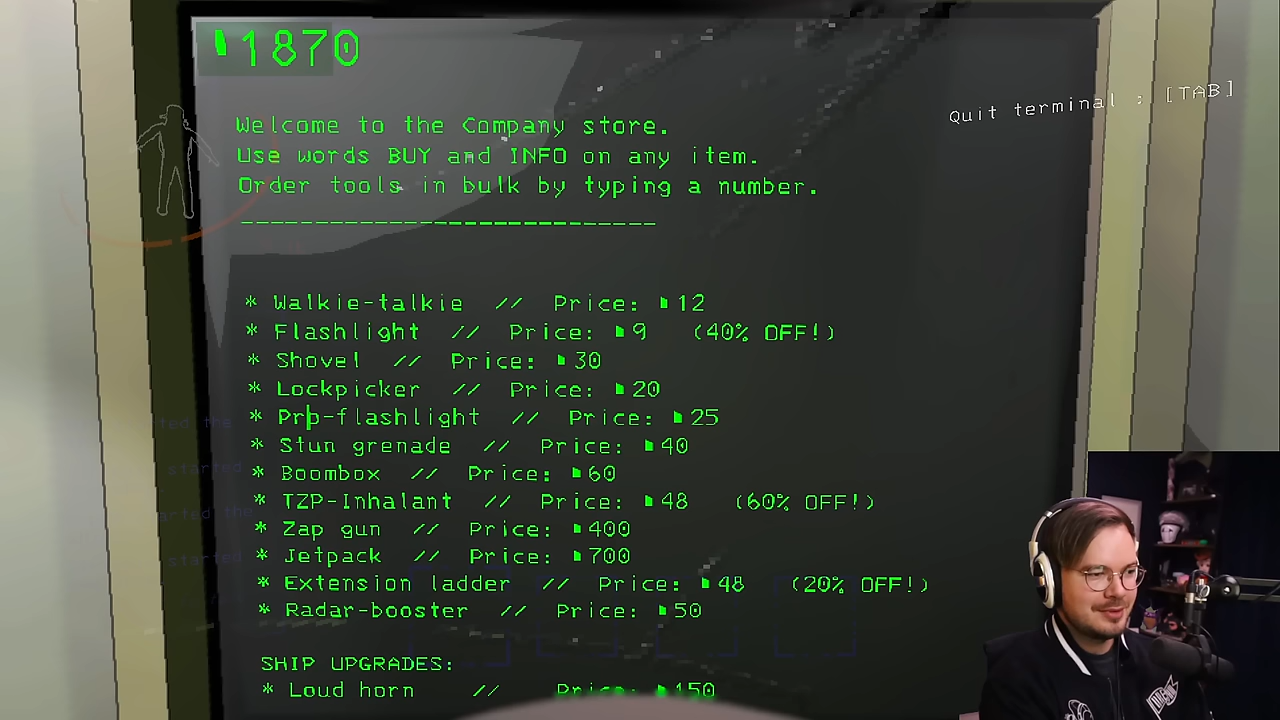 1870
Quit terminal : [TAB]
Welcome to the Company store.
Use words BUY and INFO on any item.
Order tools in bulk by typing a number.
----------------------------
* Walkie-talkie // Price: ▮12
* Flashlight // Price: ▮9 (40% OFF!)
* Shovel // Price: ▮30
* Lockpicker // Price: ▮20
* Pro-flashlight // Price: ▮25
* Stun grenade // Price: ▮40
* Boombox // Price: ▮60
* TZP-Inhalant // Price: ▮48 (60% OFF!)
* Zap gun // Price: ▮400
* Jetpack // Price: ▮700
* Extension ladder // Price: ▮48 (20% OFF!)
* Radar-booster // Price: ▮50
SHIP UPGRADES:
* Loud horn // Price: ▮150
started
started